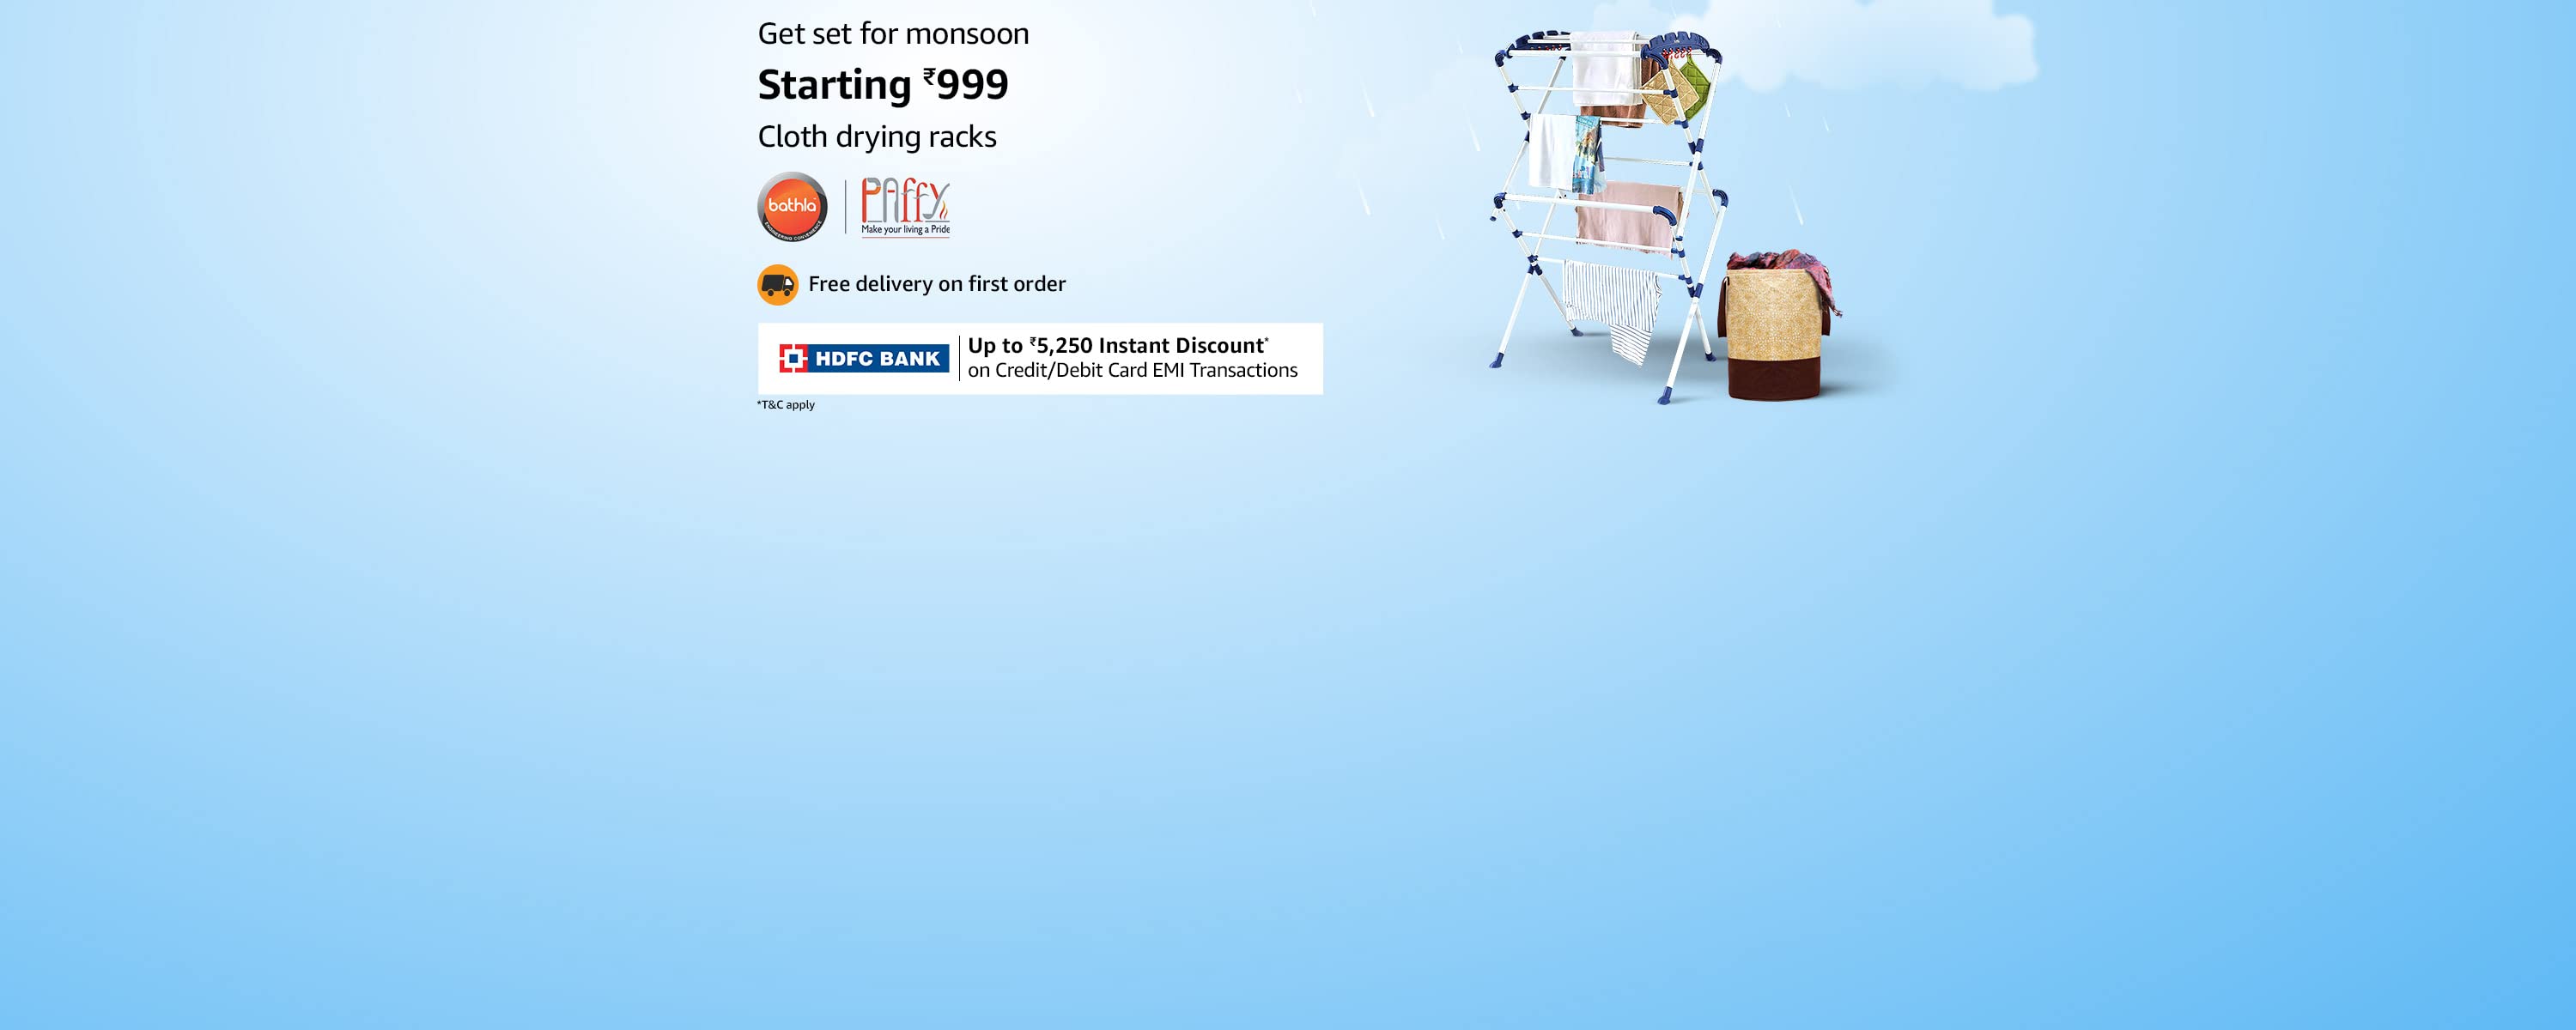 Get set for monsoon
Starting ₹999
Cloth drying racks
bathla
ENGINEERING CONVENIENCE
PAffy
Make your living a Pride
Free delivery on first order
HDFC BANK
Up to ₹5,250 Instant Discount*
on Credit/Debit Card EMI Transactions
*T&C apply